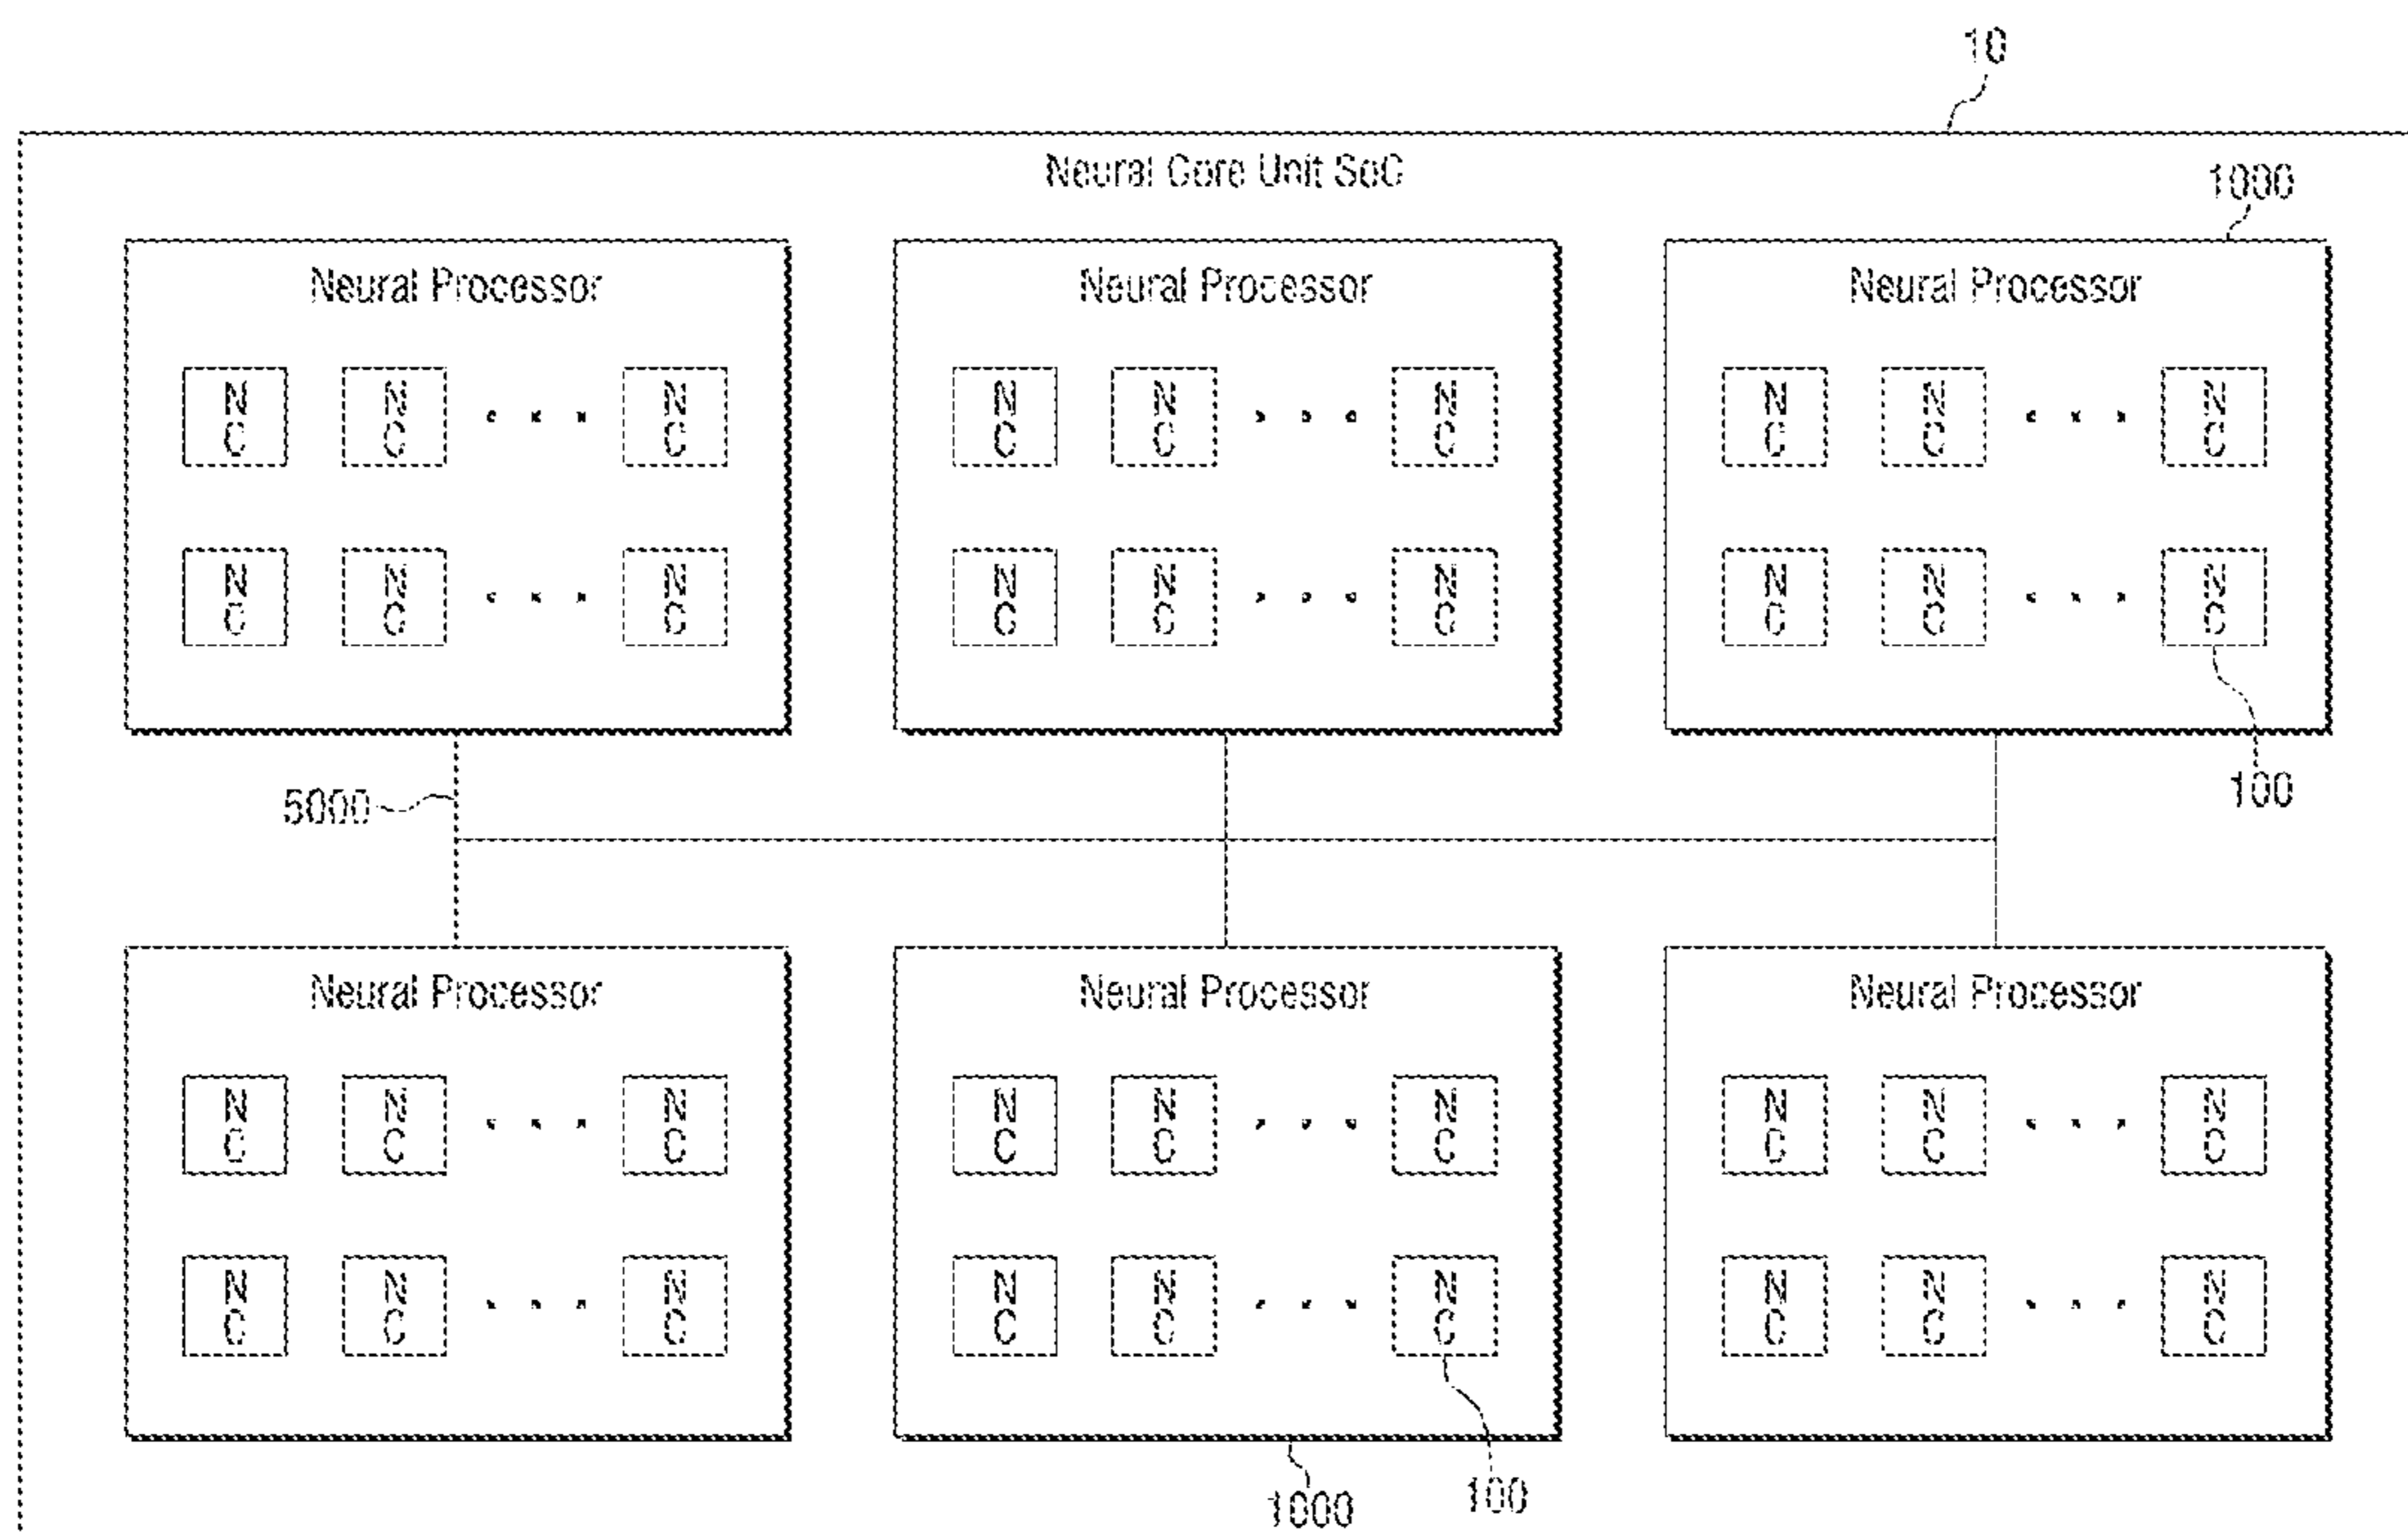 10
Neural Core Unit SoC
1000
Neural Processor Neural Processor Neural Processor
N C N C . . . N C N C N C . . . N C N C N C . . . N C
N C N C . . . N C N C N C . . . N C N C N C . . . N C
100
5000
Neural Processor Neural Processor Neural Processor
N C N C . . . N C N C N C . . . N C N C N C . . . N C
N C N C . . . N C N C N C . . . N C N C N C . . . N C
1000 100